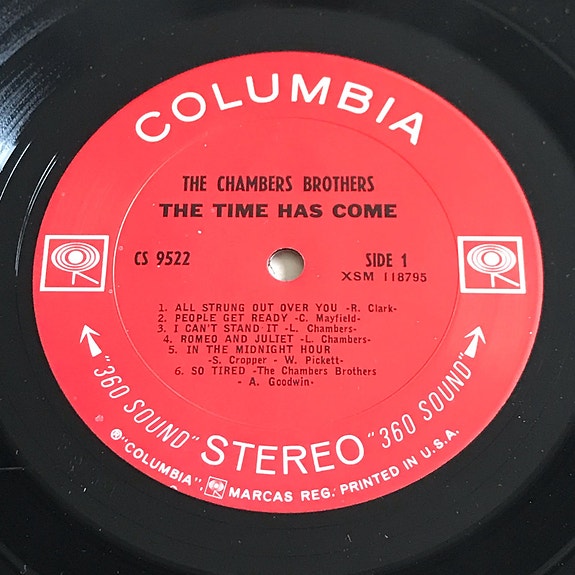 COLUMBIA
THE CHAMBERS BROTHERS
THE TIME HAS COME
CS 9522
SIDE 1
XSM 118795
1. ALL STRUNG OUT OVER YOU -R. Clark-
2. PEOPLE GET READY -C. Mayfield-
3. I CAN'T STAND IT -L. Chambers-
4. ROMEO AND JULIET -L. Chambers-
5. IN THE MIDNIGHT HOUR
-S. Cropper - W. Pickett-
6. SO TIRED -The Chambers Brothers
- A. Goodwin-
"360 SOUND" STEREO "360 SOUND"
®"COLUMBIA", MARCAS REG. PRINTED IN U.S.A.